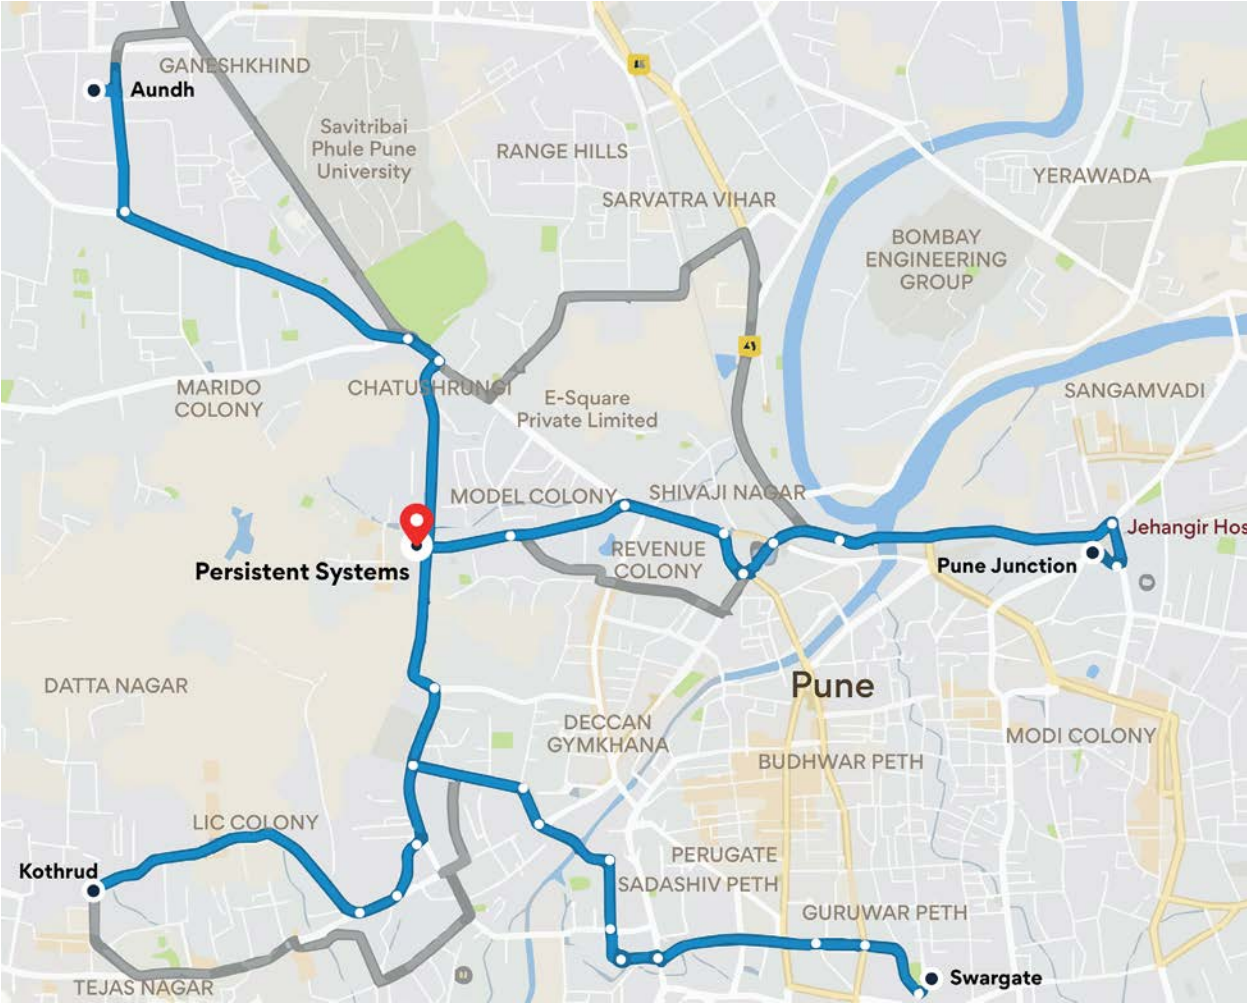 GANESHKHIND
Aundh
Savitribai
Phule Pune
University
RANGE HILLS
SARVATRA VIHAR
YERAWADA
BOMBAY
ENGINEERING
GROUP
MARIDO
COLONY
CHATUSHRUNGI
E-Square
Private Limited
SANGAMVADI
MODEL COLONY
SHIVAJI NAGAR
Jehangir Hos
REVENUE
COLONY
Pune Junction
Persistent Systems
DATTA NAGAR
Pune
DECCAN
GYMKHANA
MODI COLONY
BUDHWAR PETH
LIC COLONY
Kothrud
PERUGATE
SADASHIV PETH
GURUWAR PETH
Swargate
TEJAS NAGAR